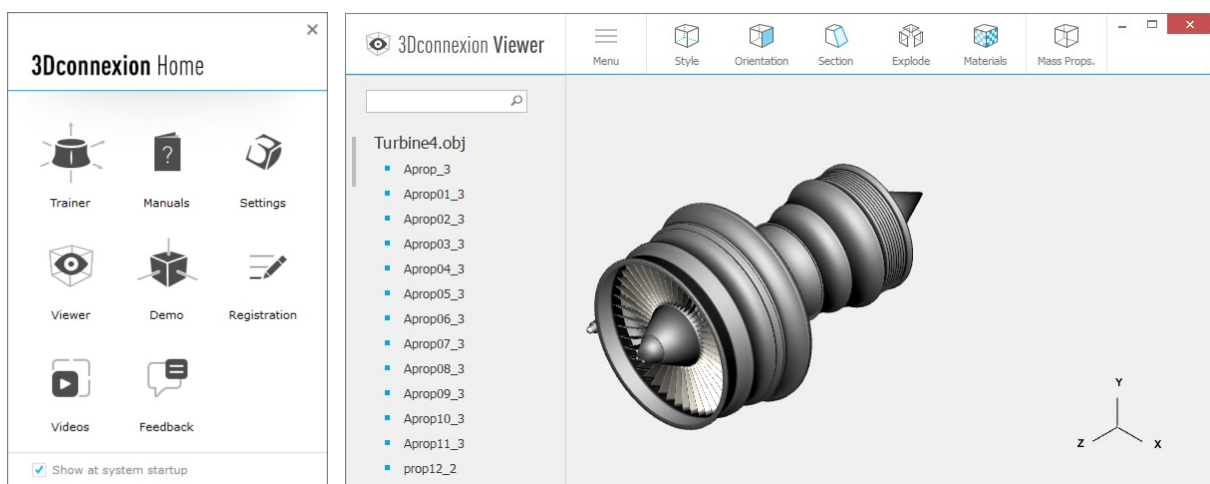 3Dconnexion Home
Trainer
Manuals
Settings
Viewer
Demo
Registration
Videos
Feedback
Show at system startup
3Dconnexion Viewer
Menu
Style
Orientation
Section
Explode
Materials
Mass Props.
Turbine4.obj
Aprop_3
Aprop01_3
Aprop02_3
Aprop03_3
Aprop04_3
Aprop05_3
Aprop06_3
Aprop07_3
Aprop08_3
Aprop09_3
Aprop10_3
Aprop11_3
prop12_2
Y
Z
X